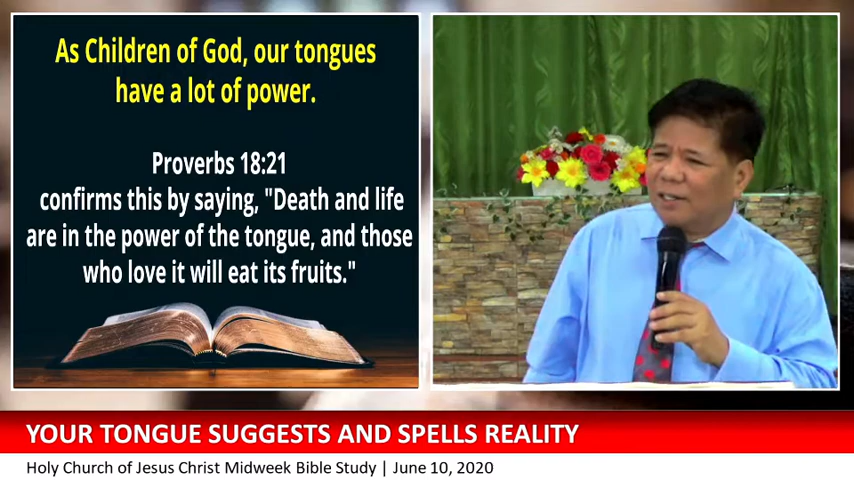 As Children of God, our tongues
have a lot of power.
Proverbs 18:21
confirms this by saying, "Death and life
are in the power of the tongue, and those
who love it will eat its fruits."
YOUR TONGUE SUGGESTS AND SPELLS REALITY
Holy Church of Jesus Christ Midweek Bible Study | June 10, 2020